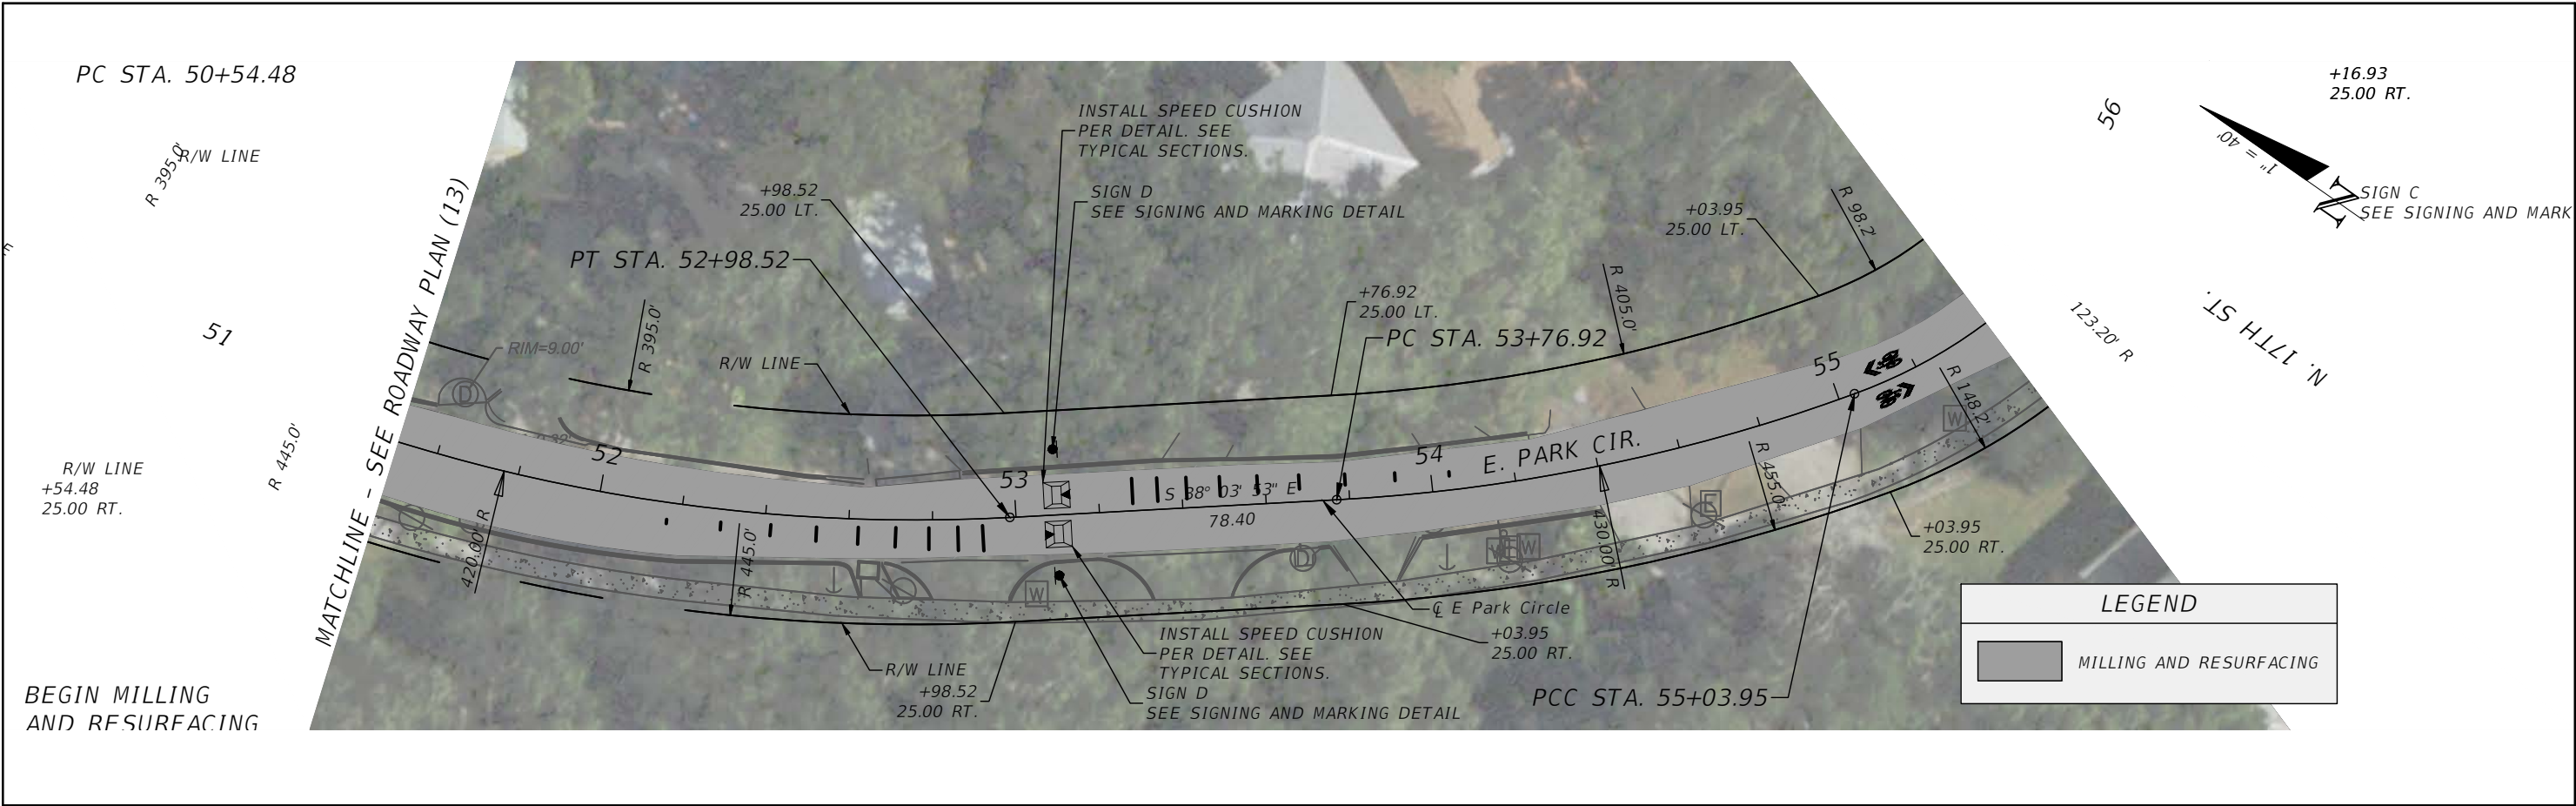 PC STA. 50+54.48
R/W LINE
R 395.0'
51
R 445.0'
R/W LINE
+54.48
25.00 RT.
BEGIN MILLING
AND RESURFACING
MATCHLINE - SEE ROADWAY PLAN (13)
RIM=9.00'
D
R 395.0'
R/W LINE
PT STA. 52+98.52
+98.52
25.00 LT.
INSTALL SPEED CUSHION
PER DETAIL. SEE
TYPICAL SECTIONS.
SIGN D
SEE SIGNING AND MARKING DETAIL
+76.92
25.00 LT.
PC STA. 53+76.92
R 405.0'
+03.95
25.00 LT.
R 98.2'
52
53
54
55
E. PARK CIR.
S 38° 03' 53" E
78.40
420.00' R
R 445.0'
430.00' R
R 455.0'
R 148.2'
W
D
W
W
E
W
℄ E Park Circle
+03.95
25.00 RT.
INSTALL SPEED CUSHION
PER DETAIL. SEE
TYPICAL SECTIONS.
SIGN D
SEE SIGNING AND MARKING DETAIL
R/W LINE
+98.52
25.00 RT.
PCC STA. 55+03.95
+03.95
25.00 RT.
56
+16.93
25.00 RT.
1" = 40'
N
SIGN C
SEE SIGNING AND MARK
N. 17TH ST.
123.20' R
LEGEND
MILLING AND RESURFACING